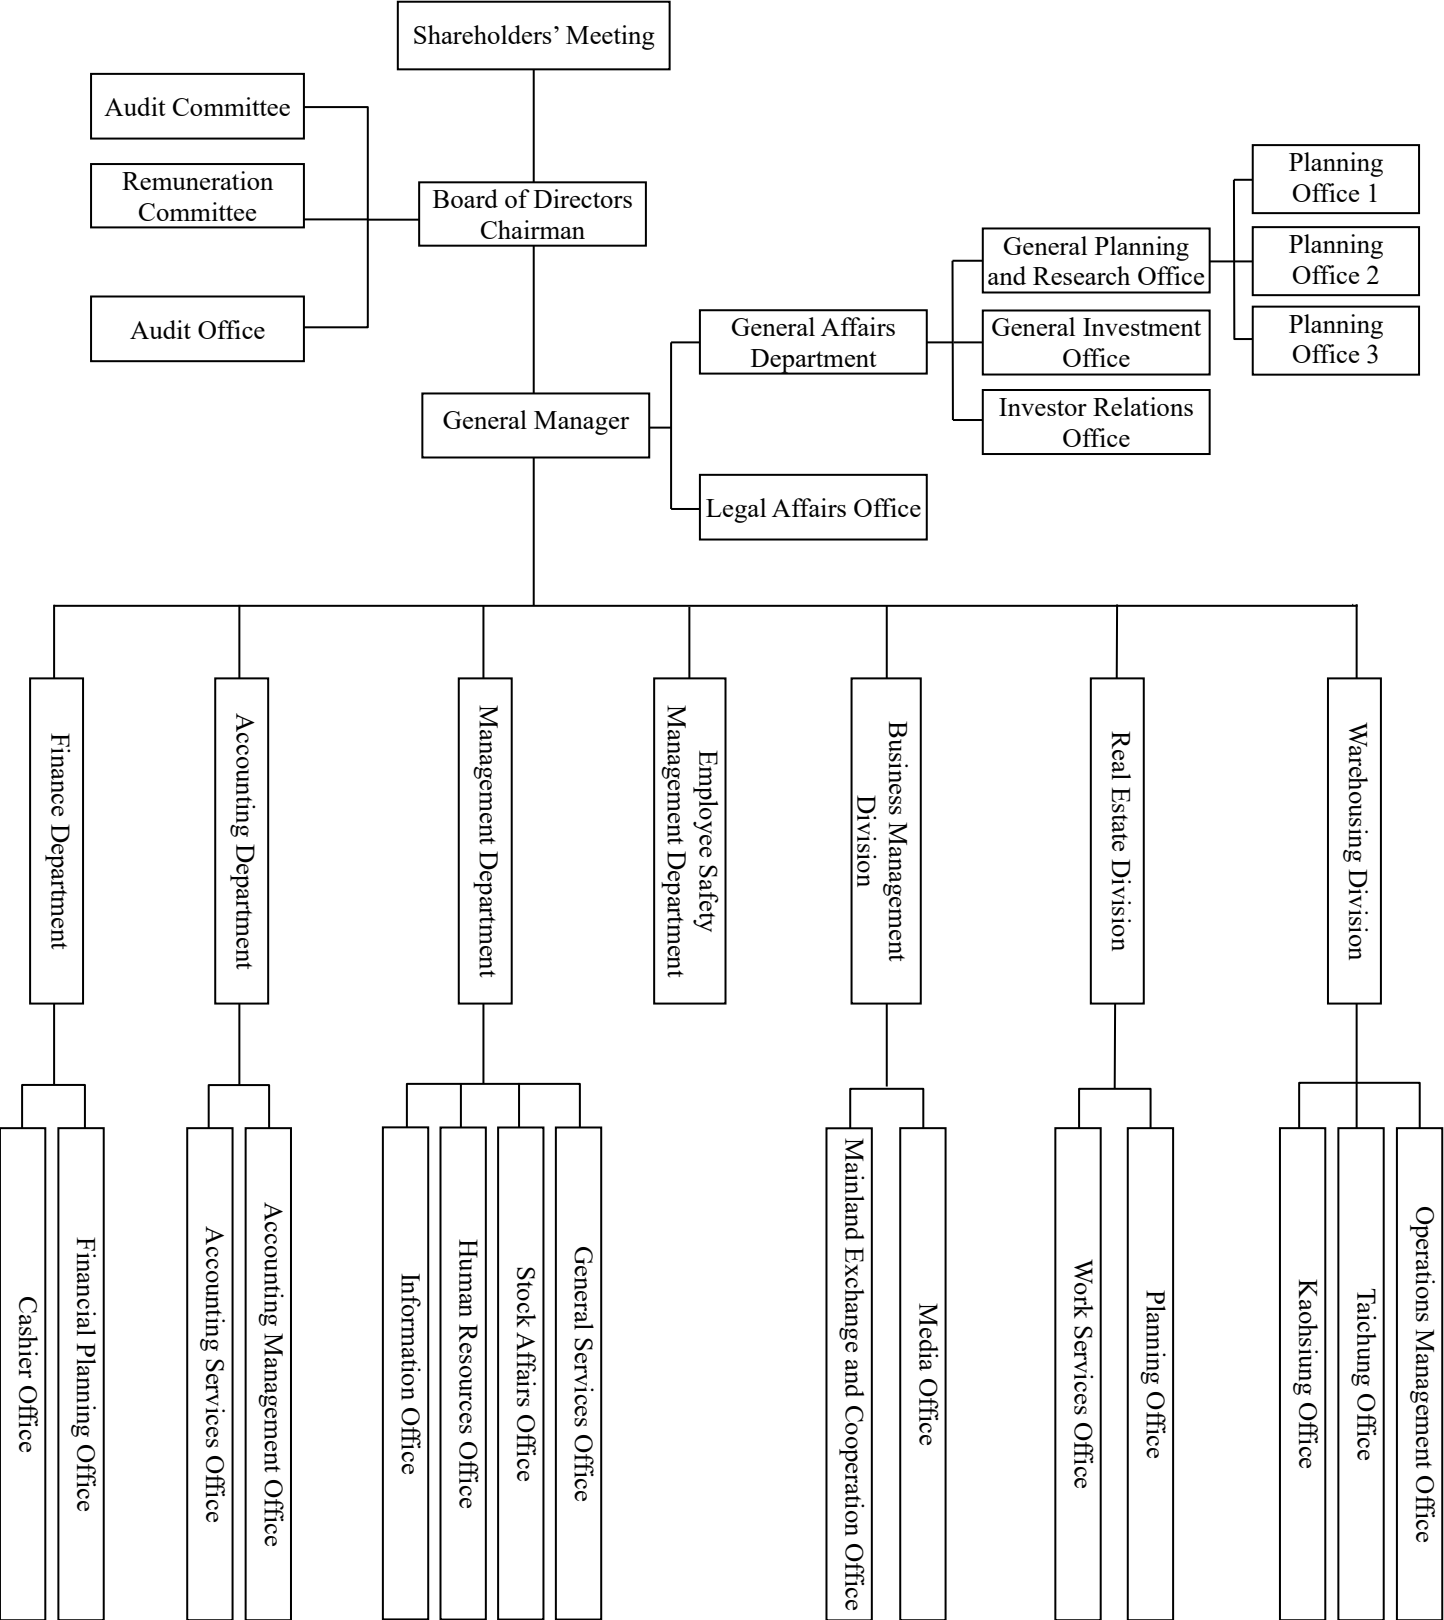 Shareholders’ Meeting
Audit Committee
Remuneration
Committee
Board of Directors
Chairman
Audit Office
Planning
Office 1
General Planning
and Research Office
Planning
Office 2
General Affairs
Department
General Investment
Office
Planning
Office 3
Investor Relations
Office
General Manager
Legal Affairs Office
Finance Department
Accounting Department
Management Department
Employee Safety
Management Department
Business Management
Division
Real Estate Division
Warehousing Division
Cashier Office
Financial Planning Office
Accounting Services Office
Accounting Management Office
Information Office
Human Resources Office
Stock Affairs Office
General Services Office
Mainland Exchange and Cooperation Office
Media Office
Work Services Office
Planning Office
Kaohsiung Office
Taichung Office
Operations Management Office